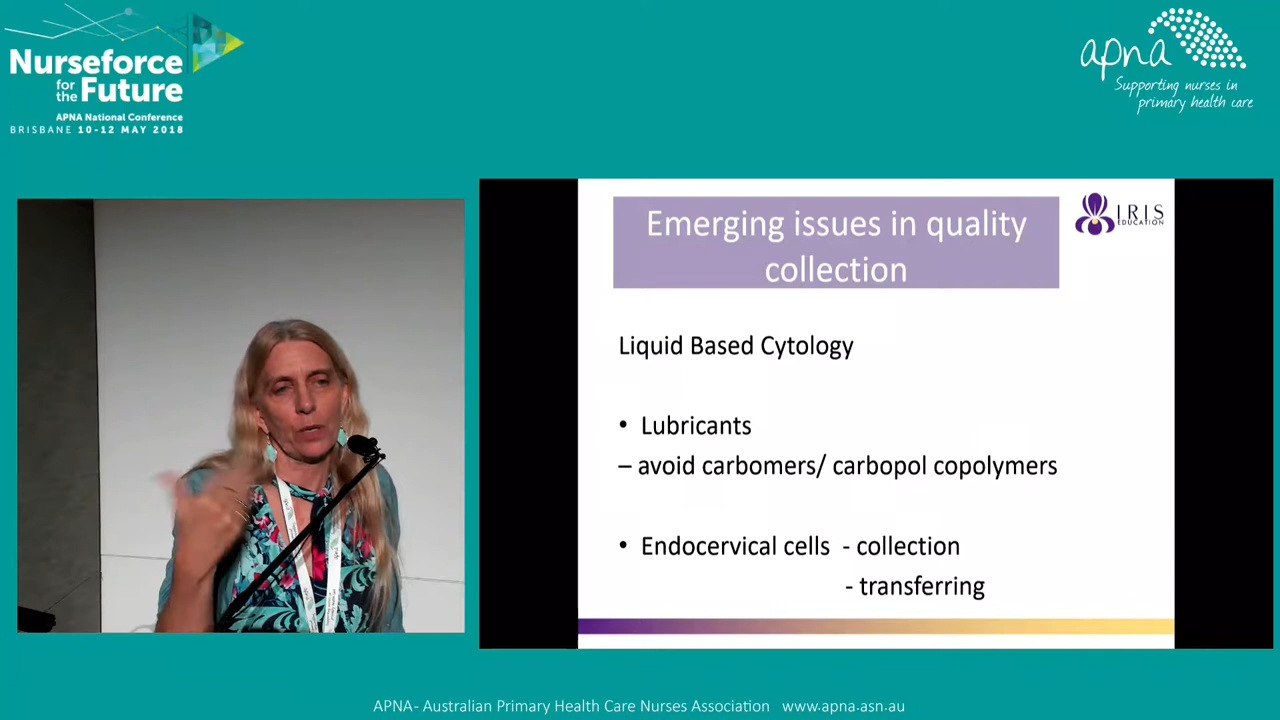 Nurseforce
for the Future
APNA National Conference
BRISBANE 10-12 MAY 2018
apna
Supporting nurses in
primary health care
Emerging issues in quality
collection
IRIS
EDUCATION
Liquid Based Cytology
• Lubricants
– avoid carbomers/ carbopol copolymers
• Endocervical cells - collection
- transferring
APNA- Australian Primary Health Care Nurses Association www.apna.asn.au